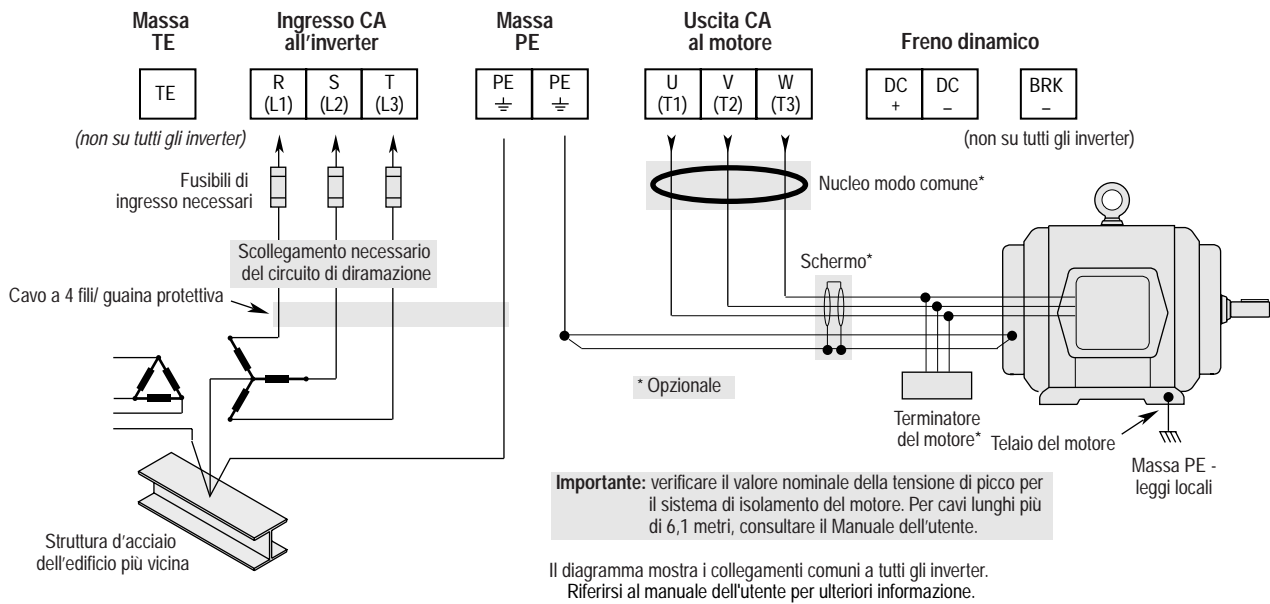 Massa
TE
Ingresso CA
all'inverter
Massa
PE
Uscita CA
al motore
Freno dinamico
TE
R
(L1)
S
(L2)
T
(L3)
PE
PE
U
(T1)
V
(T2)
W
(T3)
DC
+
DC
–
BRK
–
(non su tutti gli inverter)
(non su tutti gli inverter)
Fusibili di
ingresso necessari
Nucleo modo comune*
Scollegamento necessario
del circuito di diramazione
Schermo*
Cavo a 4 fili/ guaina protettiva
* Opzionale
Terminatore
del motore*
Telaio del motore
Massa PE -
leggi locali
Importante: verificare il valore nominale della tensione di picco per
il sistema di isolamento del motore. Per cavi lunghi più
di 6,1 metri, consultare il Manuale dell'utente.
Struttura d'acciaio
dell'edificio più vicina
Il diagramma mostra i collegamenti comuni a tutti gli inverter.
Riferirsi al manuale dell'utente per ulteriori informazione.